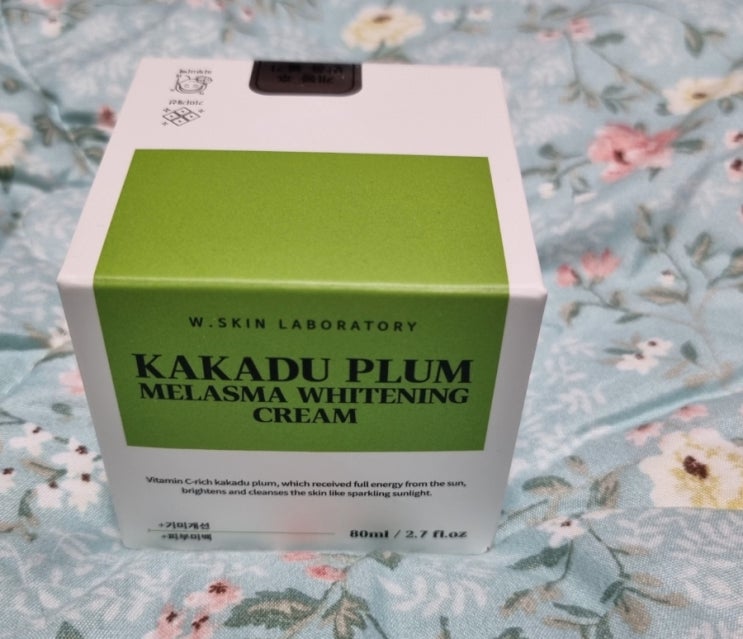 W.SKIN LABORATORY
KAKADU PLUM
MELASMA WHITENING
CREAM
Vitamin C-rich kakadu plum, which received full energy from the sun,
brightens and cleanses the skin like sparkling sunlight.
+기미개선
+피부미백
80ml / 2.7 fl.oz